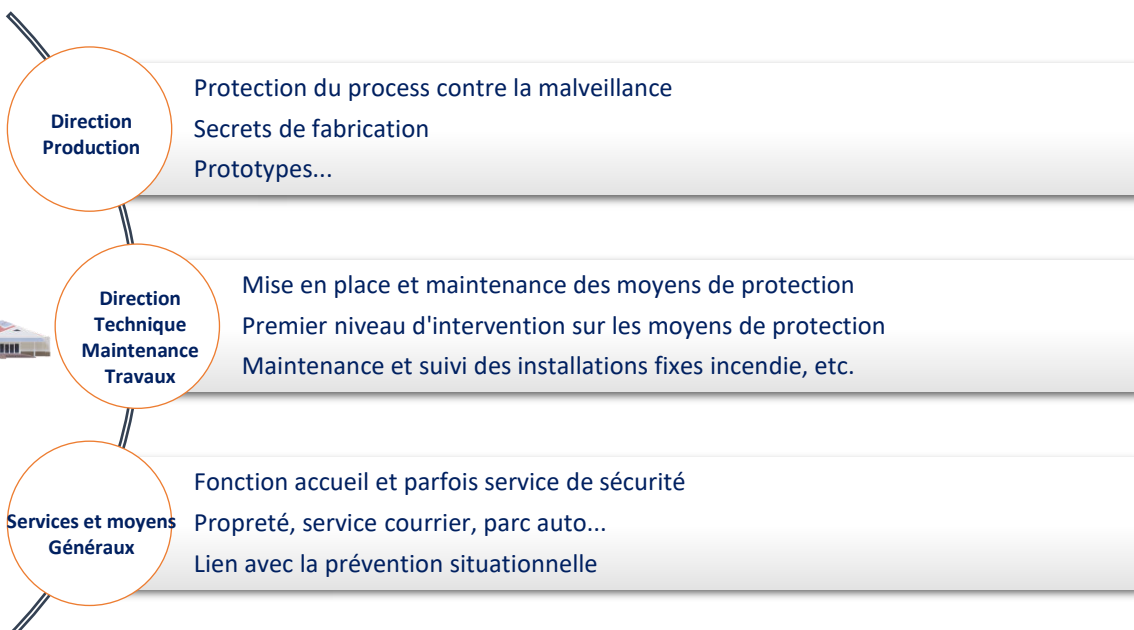 Direction
Production
Protection du process contre la malveillance
Secrets de fabrication
Prototypes...
Direction
Technique
Maintenance
Travaux
Mise en place et maintenance des moyens de protection
Premier niveau d'intervention sur les moyens de protection
Maintenance et suivi des installations fixes incendie, etc.
Services et moyens
Généraux
Fonction accueil et parfois service de sécurité
Propreté, service courrier, parc auto...
Lien avec la prévention situationnelle